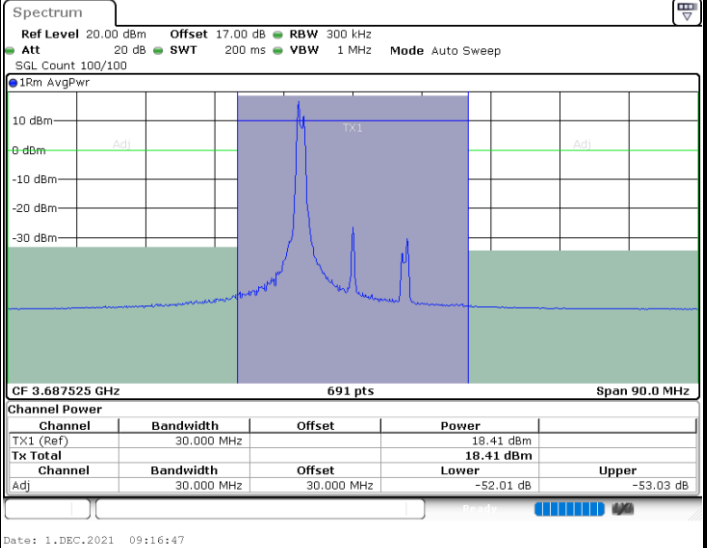 Spectrum
Ref Level 20.00 dBm Offset 17.00 dB RBW 300 kHz
Att 20 dB SWT 200 ms VBW 1 MHz Mode Auto Sweep
SGL Count 100/100
1Rm AvgPwr
10 dBm
TX1
Adj
Adj
0 dBm
-10 dBm
-20 dBm
-30 dBm
CF 3.687525 GHz 691 pts Span 90.0 MHz
Channel Power
Channel Bandwidth Offset Power
TX1 (Ref) 30.000 MHz 18.41 dBm
Tx Total 18.41 dBm
Channel Bandwidth Offset Lower Upper
Adj 30.000 MHz 30.000 MHz -52.01 dB -53.03 dB
Ready
Date: 1.DEC.2021 09:16:47